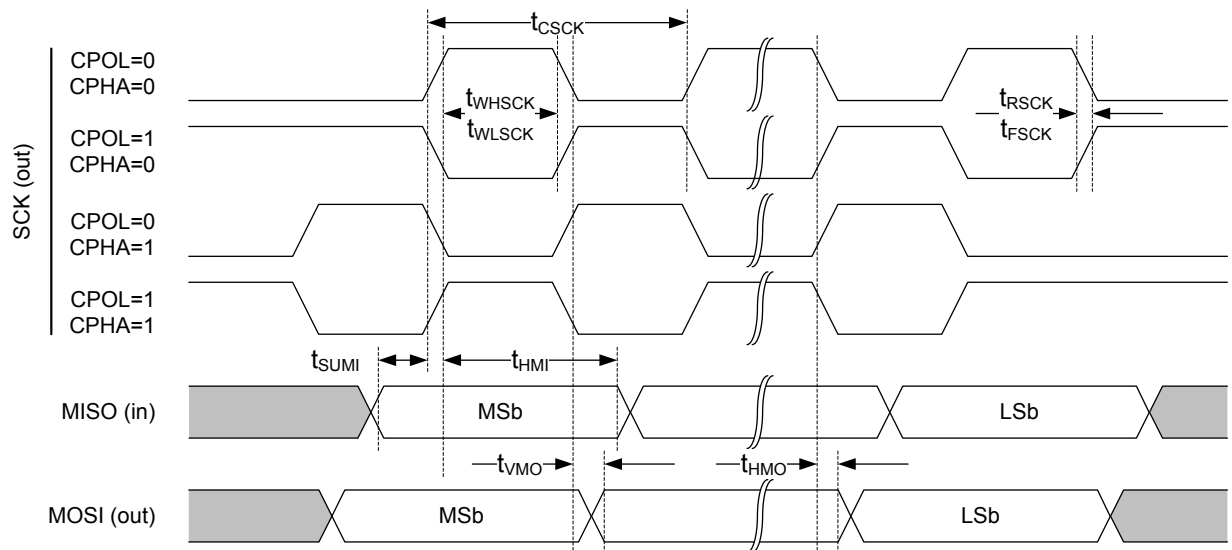 tCSCK
SCK (out)
CPOL=0
CPHA=0
tWHSCK
tWLSCK
tRSCK
tFSCK
CPOL=1
CPHA=0
CPOL=0
CPHA=1
CPOL=1
CPHA=1
tSUMI
tHMI
MISO (in)
MSb
LSb
tVMO
tHMO
MOSI (out)
MSb
LSb